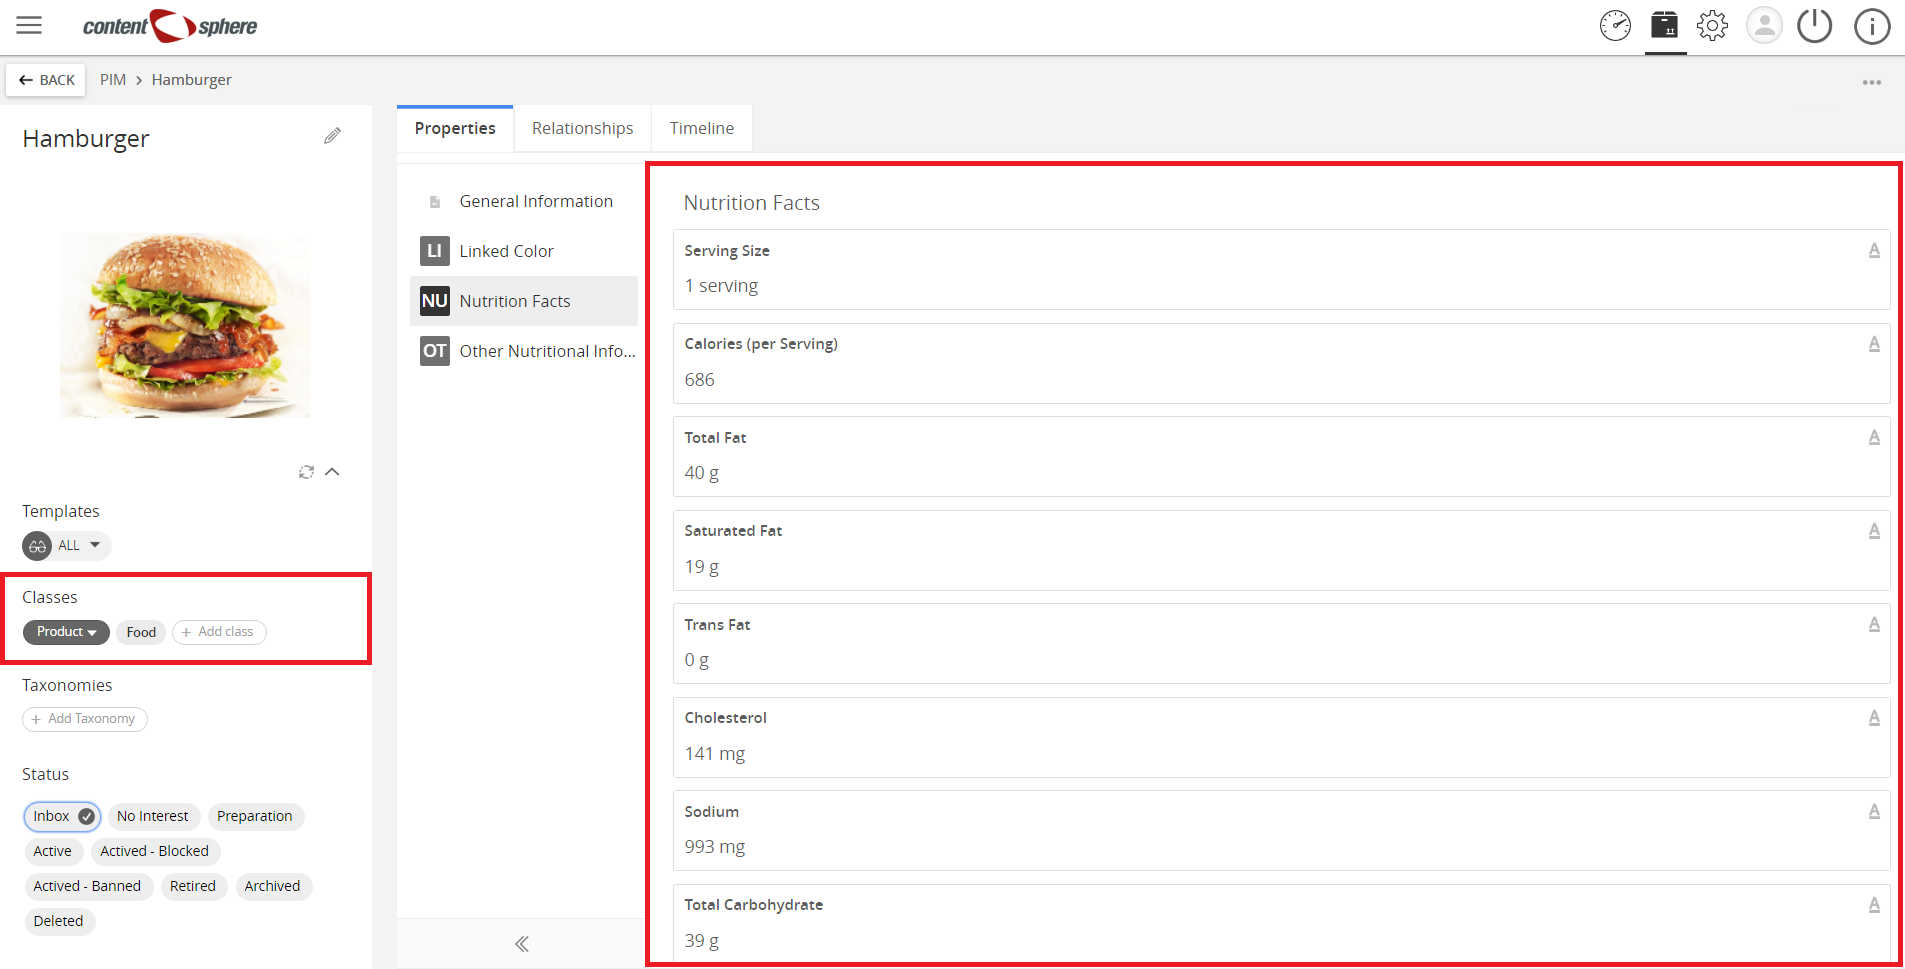 content sphere
BACK PIM > Hamburger
Hamburger
Templates
ALL
Classes
Product Food + Add class
Taxonomies
+ Add Taxonomy
Status
Inbox No Interest Preparation
Active Actived - Blocked
Actived - Banned Retired Archived
Deleted
Properties Relationships Timeline
General Information
LI Linked Color
NU Nutrition Facts
OT Other Nutritional Info...
Nutrition Facts
Serving Size
1 serving
Calories (per Serving)
686
Total Fat
40 g
Saturated Fat
19 g
Trans Fat
0 g
Cholesterol
141 mg
Sodium
993 mg
Total Carbohydrate
39 g